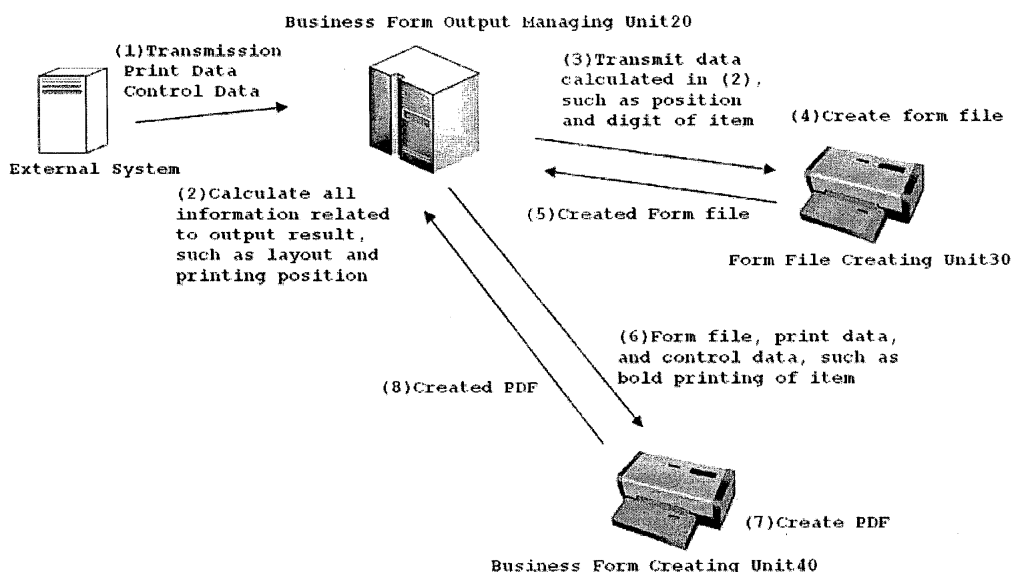 Business Form Output Managing Unit20
(1)Transmission
Print Data
Control Data
External System
(2)Calculate all
information related
to output result,
such as layout and
printing position
(3)Transmit data
calculated in (2),
such as position
and digit of item
(4)Create form file
(5)Created Form file
Form File Creating Unit30
(6)Form file, print data,
and control data, such as
bold printing of item
(8)Created PDF
(7)Create PDF
Business Form Creating Unit40